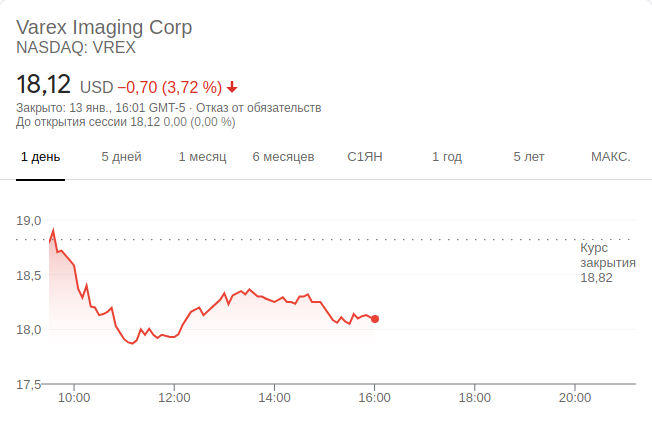 Varex Imaging Corp
NASDAQ: VREX
18,12 USD −0,70 (3,72 %)
Закрыто: 13 янв., 16:01 GMT-5 · Отказ от обязательств
До открытия сессии 18,12 0,00 (0,00 %)
1 день 5 дней 1 месяц 6 месяцев С1ЯН 1 год 5 лет МАКС.
19,0
Курс
закрытия
18,5
18,82
18,0
17,5
10:00 12:00 14:00 16:00 18:00 20:00